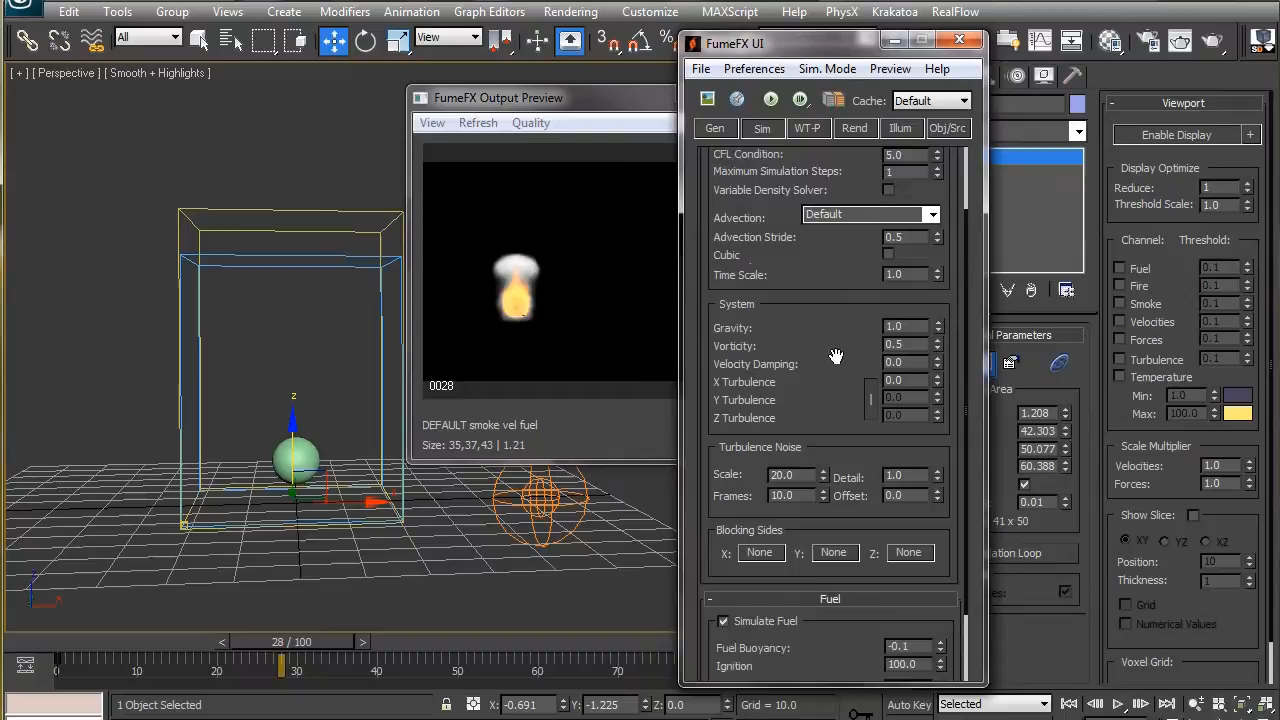 Edit Tools Group Views Create Modifiers Animation Graph Editors Rendering Customize MAXScript Help PhysX Krakatoa RealFlow
All
View
[ + ] [ Perspective ] [ Smooth + Highlights ]
FumeFX Output Preview
View Refresh Quality
0028
DEFAULT smoke vel fuel
Size: 35,37,43 | 1.21
z
FumeFX UI
File Preferences Sim. Mode Preview Help
Cache: Default
Gen Sim WT-P Rend Illum Obj/Src
CFL Condition: 5.0
Maximum Simulation Steps: 1
Variable Density Solver:
Advection: Default
Advection Stride: 0.5
Cubic
Time Scale: 1.0
System
Gravity: 1.0
Vorticity: 0.5
Velocity Damping: 0.0
X Turbulence 0.0
Y Turbulence 0.0
Z Turbulence 0.0
Turbulence Noise
Scale: 20.0 Detail: 1.0
Frames: 10.0 Offset: 0.0
Blocking Sides
X: None Y: None Z: None
- Fuel
Simulate Fuel
Fuel Buoyancy: -0.1
Ignition 100.0
l Parameters
Area
1.208
42.303
50.077
60.388
0.01
41 x 50
ation Loop
es:
- Viewport
Enable Display +
Display Optimize
Reduce: 1
Threshold Scale: 1.0
Channel: Threshold:
Fuel 0.1
Fire 0.1
Smoke 0.1
Velocities 0.1
Forces 0.1
Turbulence 0.1
Temperature
Min: 1.0
Max: 100.0
Scale Multiplier
Velocities: 1.0
Forces: 1.0
Show Slice:
XY YZ XZ
Position: 10
Thickness: 1
Grid
Numerical Values
Voxel Grid:
< 28 / 100 >
0 10 20 30 40 50 60 70
1 Object Selected X: -0.691 Y: -1.225 Z: 0.0 Grid = 10.0 Auto Key Selected